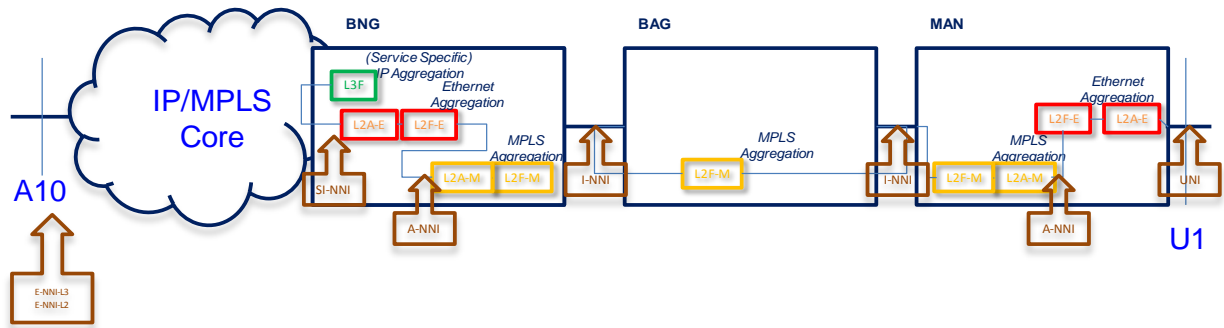 BNG
BAG
MAN
(Service Specific)
IP Aggregation
L3F
Ethernet
Aggregation
L2A-E
L2F-E
MPLS
Aggregation
L2A-M
L2F-M
IP/MPLS
Core
A10
SI-NNI
A-NNI
I-NNI
MPLS
Aggregation
L2F-M
I-NNI
Ethernet
Aggregation
L2F-E
L2A-E
MPLS
Aggregation
L2F-M
L2A-M
A-NNI
UNI
U1
E-NNI-L3
E-NNI-L2